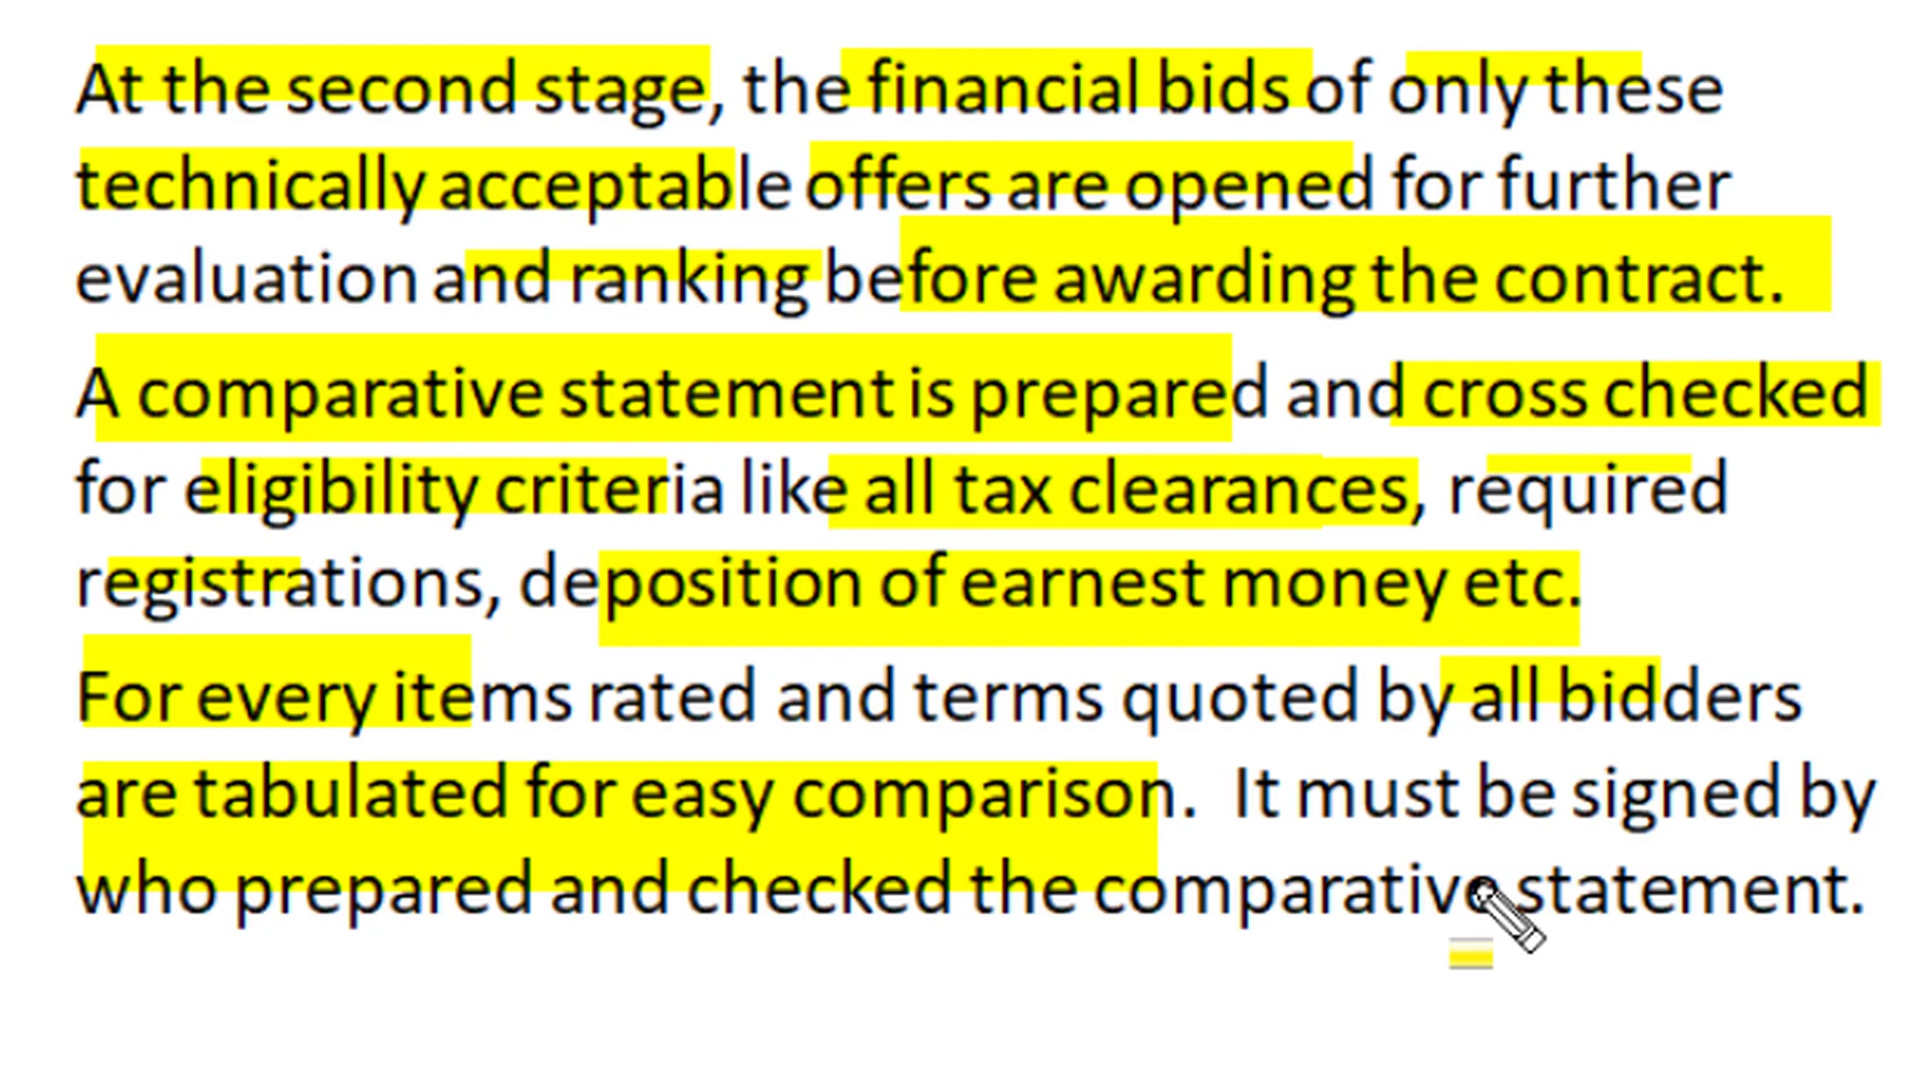 At the second stage, the financial bids of only these
technically acceptable offers are opened for further
evaluation and ranking before awarding the contract.
A comparative statement is prepared and cross checked
for eligibility criteria like all tax clearances, required
registrations, deposition of earnest money etc.
For every items rated and terms quoted by all bidders
are tabulated for easy comparison. It must be signed by
who prepared and checked the comparative statement.